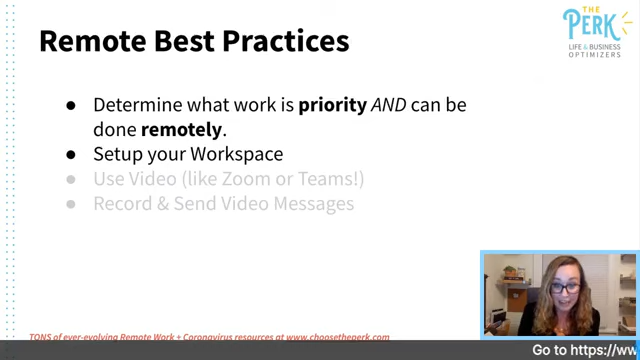 THE
PERK
LIFE & BUSINESS
OPTIMIZERS
Remote Best Practices
● Determine what work is priority AND can be
done remotely.
● Setup your Workspace
● Use Video (like Zoom or Teams!)
● Record & Send Video Messages
TONS of ever-evolving Remote Work + Coronavirus resources at www.choosetheperk.com
Go to https://ww